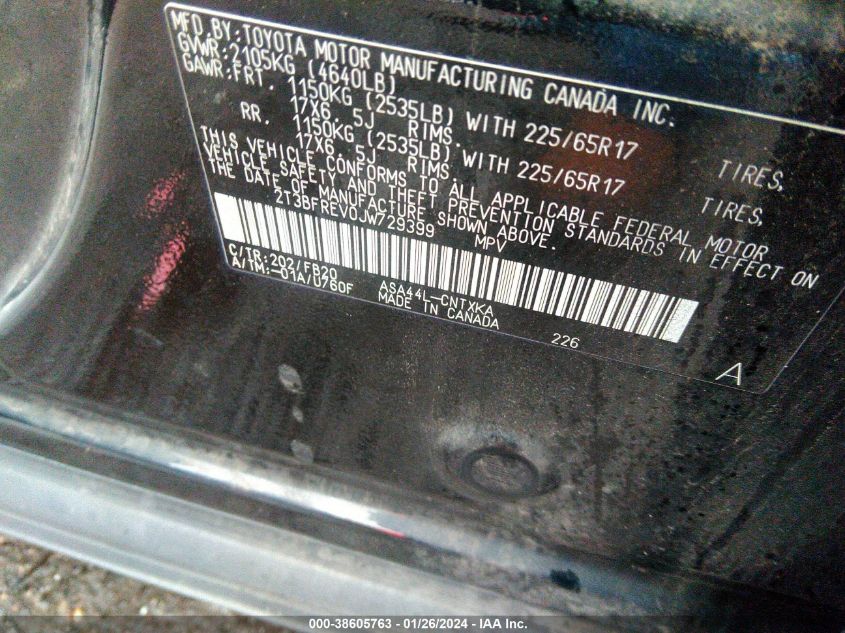 MFD.BY:TOYOTA MOTOR MANUFACTURING CANADA INC.
GVWR:2105KG (4640LB)
GAWR:FRT. 1150KG (2535LB) WITH 225/65R17 TIRES,
17X6. 5J RIMS.
RR. 1150KG (2535LB) WITH 225/65R17 TIRES,
17X6. 5J RIMS.
THIS VEHICLE CONFORMS TO ALL APPLICABLE FEDERAL MOTOR
VEHICLE SAFETY AND THEFT PREVENTION STANDARDS IN EFFECT ON
THE DATE OF MANUFACTURE SHOWN ABOVE.
2T3BFREV0JW729399 MPV
C/TR:202/FB20
A/TM:-01A/U760F
ASA44L-CNTXKA
MADE IN CANADA
226
A
000-38605763 - 01/26/2024 - IAA Inc.